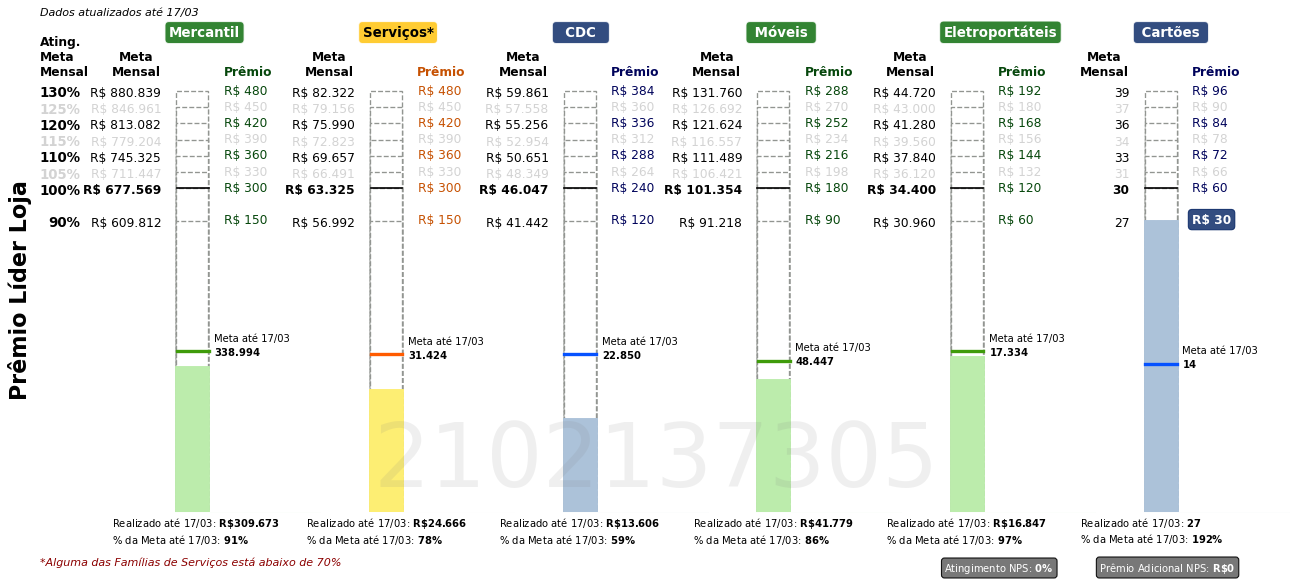 Dados atualizados até 17/03
Mercantil Serviços* CDC Móveis Eletroportáteis Cartões
Ating. Meta Mensal Meta Mensal Prêmio Meta Mensal Prêmio Meta Mensal Prêmio Meta Mensal Prêmio Meta Mensal Prêmio Meta Mensal Prêmio
130% R$ 880.839 R$ 480 R$ 82.322 R$ 480 R$ 59.861 R$ 384 R$ 131.760 R$ 288 R$ 44.720 R$ 192 39 R$ 96
125% R$ 846.961 R$ 450 R$ 79.156 R$ 450 R$ 57.558 R$ 360 R$ 126.692 R$ 270 R$ 43.000 R$ 180 37 R$ 90
120% R$ 813.082 R$ 420 R$ 75.990 R$ 420 R$ 55.256 R$ 336 R$ 121.624 R$ 252 R$ 41.280 R$ 168 36 R$ 84
115% R$ 779.204 R$ 390 R$ 72.823 R$ 390 R$ 52.954 R$ 312 R$ 116.557 R$ 234 R$ 39.560 R$ 156 34 R$ 78
110% R$ 745.325 R$ 360 R$ 69.657 R$ 360 R$ 50.651 R$ 288 R$ 111.489 R$ 216 R$ 37.840 R$ 144 33 R$ 72
105% R$ 711.447 R$ 330 R$ 66.491 R$ 330 R$ 48.349 R$ 264 R$ 106.421 R$ 198 R$ 36.120 R$ 132 31 R$ 66
100% R$ 677.569 R$ 300 R$ 63.325 R$ 300 R$ 46.047 R$ 240 R$ 101.354 R$ 180 R$ 34.400 R$ 120 30 R$ 60
90% R$ 609.812 R$ 150 R$ 56.992 R$ 150 R$ 41.442 R$ 120 R$ 91.218 R$ 90 R$ 30.960 R$ 60 27 R$ 30
Prêmio Líder Loja
Meta até 17/03 Meta até 17/03 Meta até 17/03 Meta até 17/03 Meta até 17/03 Meta até 17/03
338.994 31.424 22.850 48.447 17.334 14
2102137305
Realizado até 17/03: R$309.673 Realizado até 17/03: R$24.666 Realizado até 17/03: R$13.606 Realizado até 17/03: R$41.779 Realizado até 17/03: R$16.847 Realizado até 17/03: 27
% da Meta até 17/03: 91% % da Meta até 17/03: 78% % da Meta até 17/03: 59% % da Meta até 17/03: 86% % da Meta até 17/03: 97% % da Meta até 17/03: 192%
*Alguma das Famílias de Serviços está abaixo de 70% Atingimento NPS: 0% Prêmio Adicional NPS: R$0